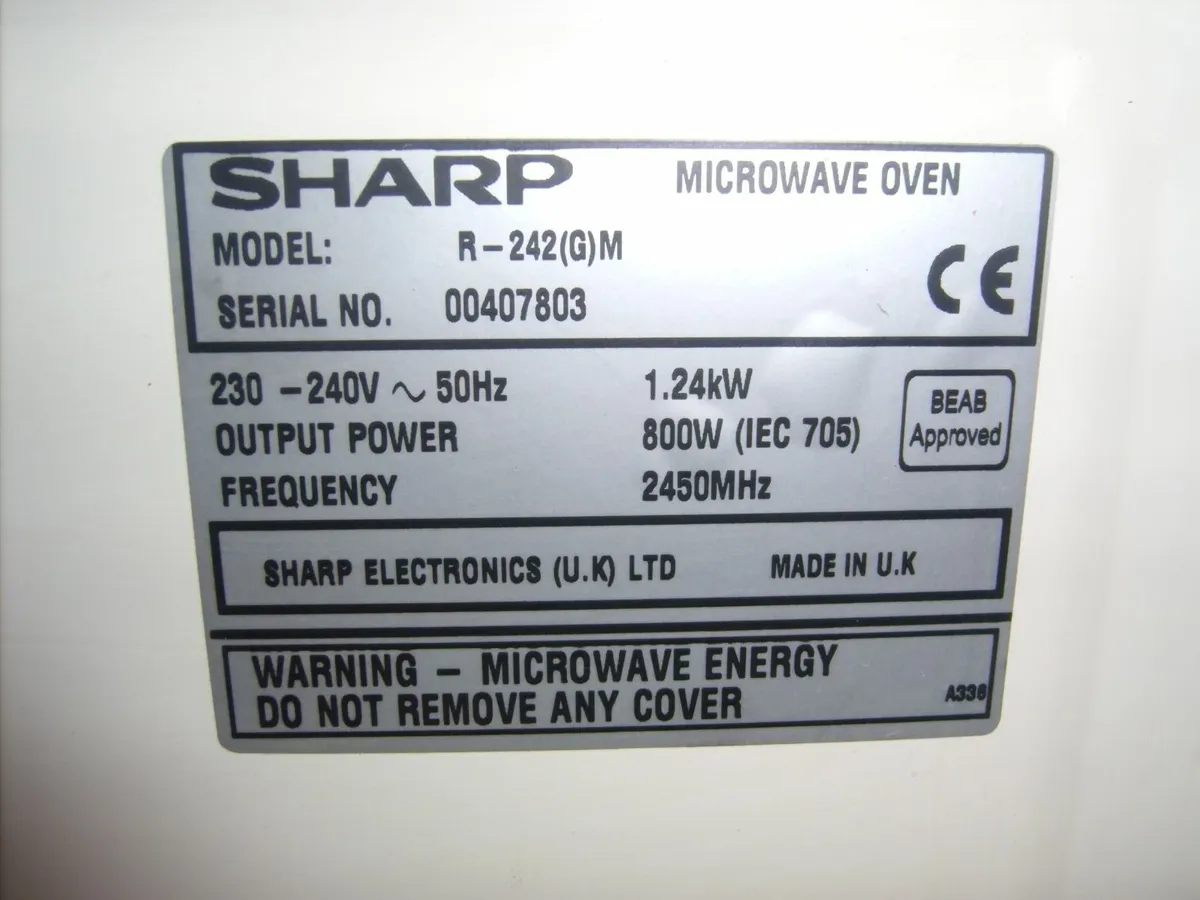 SHARP MICROWAVE OVEN
MODEL: R-242(G)M
SERIAL NO. 00407803
CE
230 - 240V ~ 50Hz 1.24kW
OUTPUT POWER 800W (IEC 705)
FREQUENCY 2450MHz
BEAB
Approved
SHARP ELECTRONICS (U.K) LTD MADE IN U.K
WARNING - MICROWAVE ENERGY
DO NOT REMOVE ANY COVER